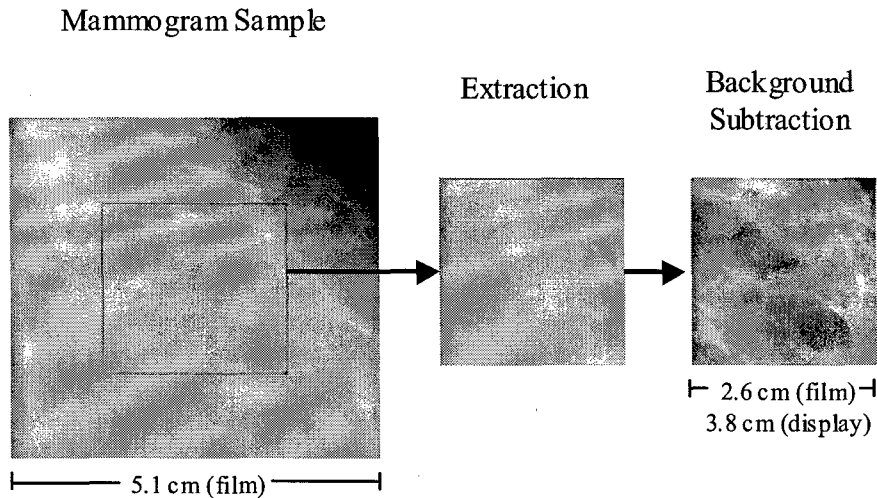 Mammogram Sample
Extraction
Background
Subtraction
5.1 cm (film)
2.6 cm (film)
3.8 cm (display)